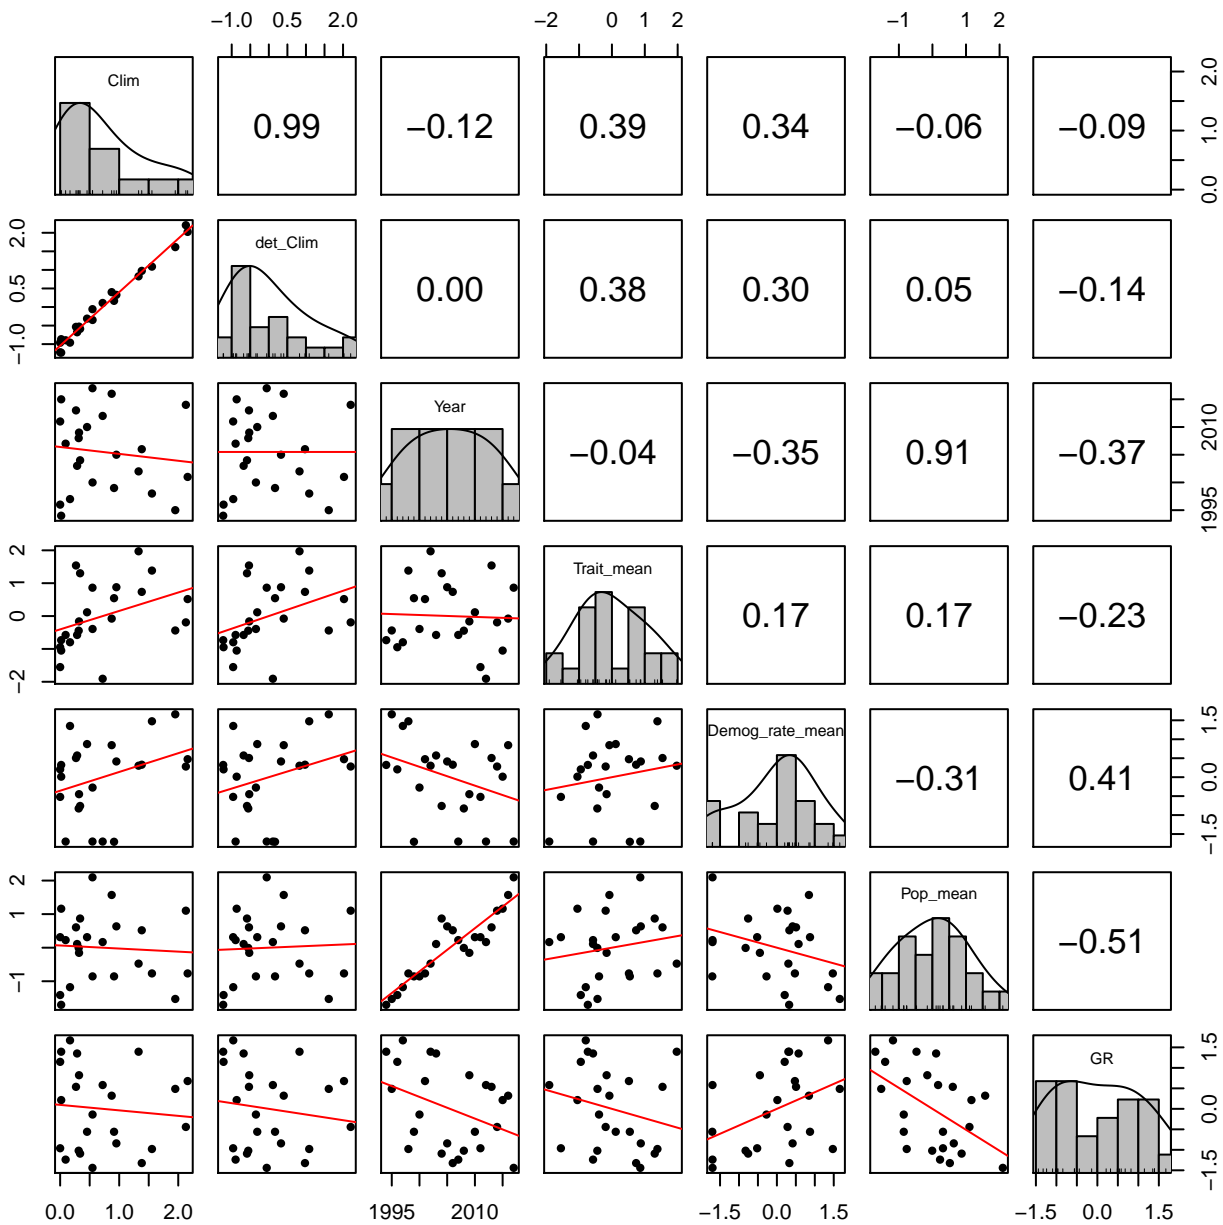 −1.0 0.5 2.0 −2 0 1 2 −1 1 2
Clim
0.99 −0.12 0.39 0.34 −0.06 −0.09
0.0 1.0 2.0
−1.0 0.5 2.0
det_Clim
0.00 0.38 0.30 0.05 −0.14
Year
−0.04 −0.35 0.91 −0.37
1995 2010
−2 0 1 2
Trait_mean
0.17 0.17 −0.23
Demog_rate_mean
−0.31 0.41
−1.5 0.0 1.5
−1 1 2
Pop_mean
−0.51
GR
−1.5 0.0 1.5
0.0 1.0 2.0 1995 2010 −1.5 0.0 1.5 −1.5 0.0 1.5